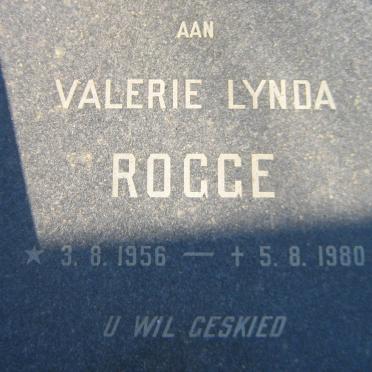 AAN
VALERIE LYNDA
ROGGE
★ 3. 8. 1956 — † 5. 8. 1980
U WIL GESKIED